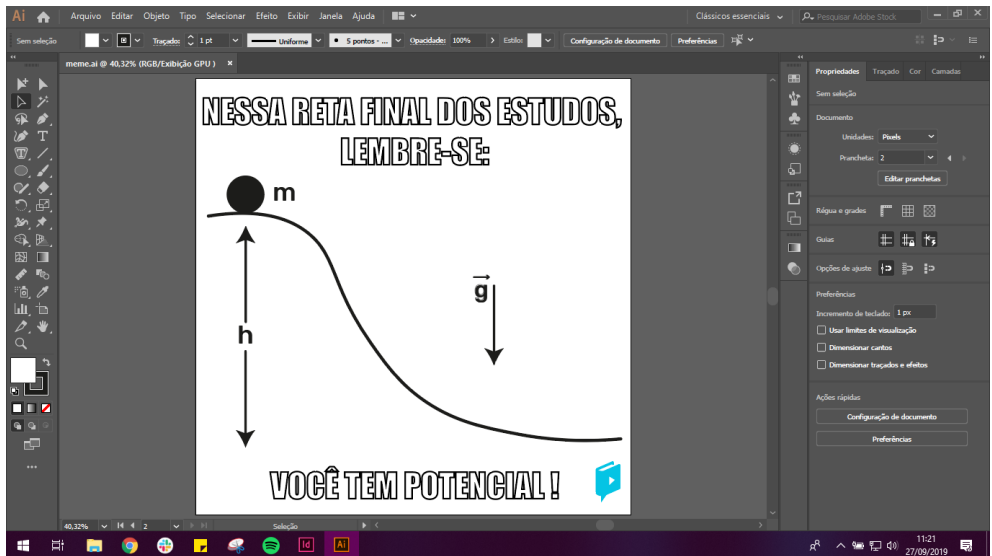 Ai Arquivo Editar Objeto Tipo Selecionar Efeito Exibir Janela Ajuda Clássicos essenciais Pesquisar Adobe Stock
Sem seleção Traçado: 1 pt Uniforme 5 pontos - ... Opacidade: 100% Estilo: Configuração de documento Preferências
meme.ai @ 40,32% (RGB/Exibição GPU ) ×
NESSA RETA FINAL DOS ESTUDOS,
LEMBRE-SE:
m
g
h
VOCÊ TEM POTENCIAL !
Propriedades Traçado Cor Camadas
Sem seleção
Documento
Unidades: Pixels
Prancheta: 2
Editar pranchetas
Régua e grades
Guias
Opções de ajuste
Preferências
Incremento de teclado: 1 px
Usar limites de visualização
Dimensionar cantos
Dimensionar traçados e efeitos
Ações rápidas
Configuração de documento
Preferências
40,32% 2 Seleção
Id Ai
11:21
27/09/2019